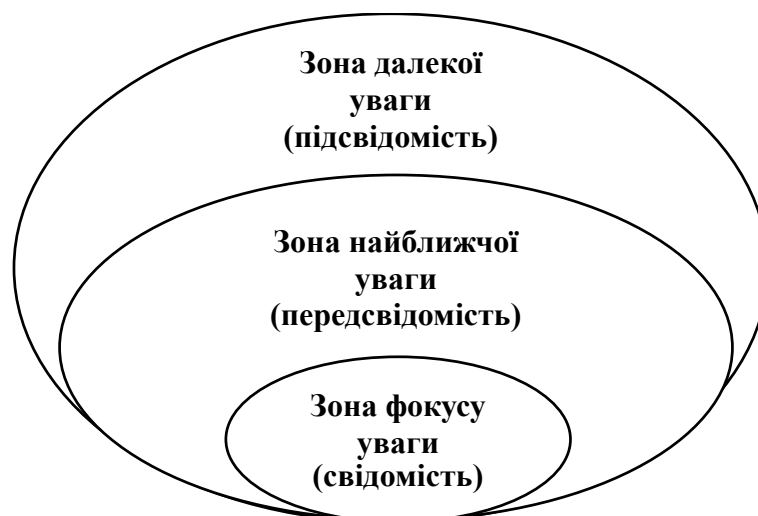 Зона далекої
уваги
(підсвідомість)
Зона найближчої
уваги
(передсвідомість)
Зона фокусу
уваги
(свідомість)